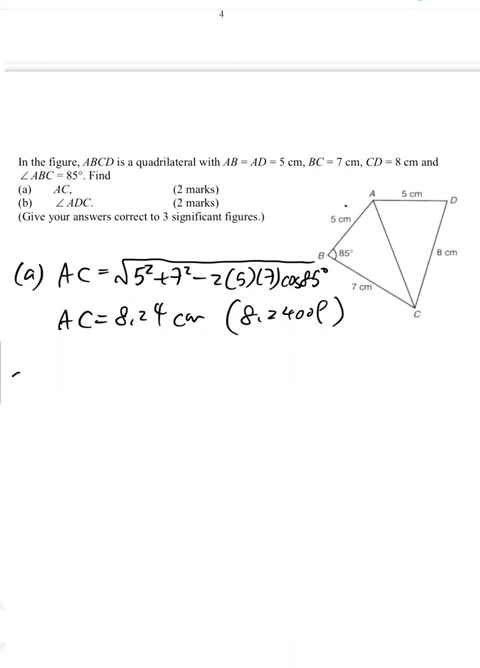 4
In the figure, ABCD is a quadrilateral with AB = AD = 5 cm, BC = 7 cm, CD = 8 cm and
∠ABC = 85°. Find
(a) AC, (2 marks)
(b) ∠ADC. (2 marks)
(Give your answers correct to 3 significant figures.)
A 5 cm D
5 cm
B 85° 8 cm
7 cm
C
(a) AC = √5²+7²−2(5)(7)cos85°
AC = 8.24 cm (8.24008)